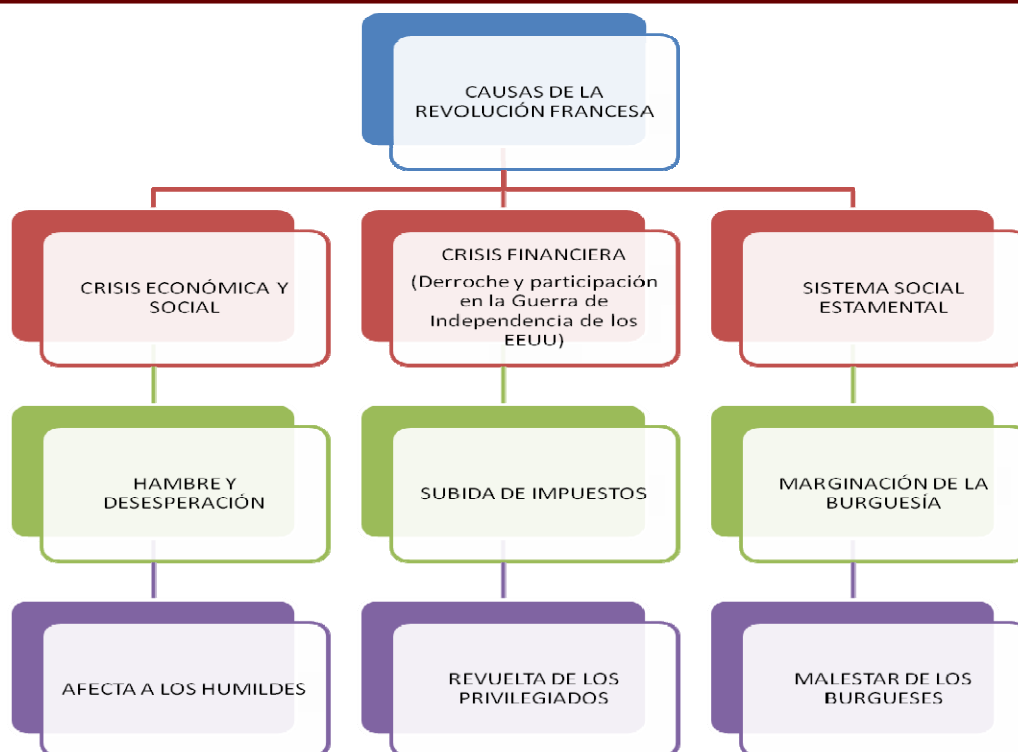 CAUSAS DE LA
REVOLUCIÓN FRANCESA
CRISIS ECONÓMICA Y
SOCIAL
CRISIS FINANCIERA
(Derroche y participación
en la Guerra de
Independencia de los
EEUU)
SISTEMA SOCIAL
ESTAMENTAL
HAMBRE Y
DESESPERACIÓN
SUBIDA DE IMPUESTOS
MARGINACIÓN DE LA
BURGUESÍA
AFECTA A LOS HUMILDES
REVUELTA DE LOS
PRIVILEGIADOS
MALESTAR DE LOS
BURGUESES